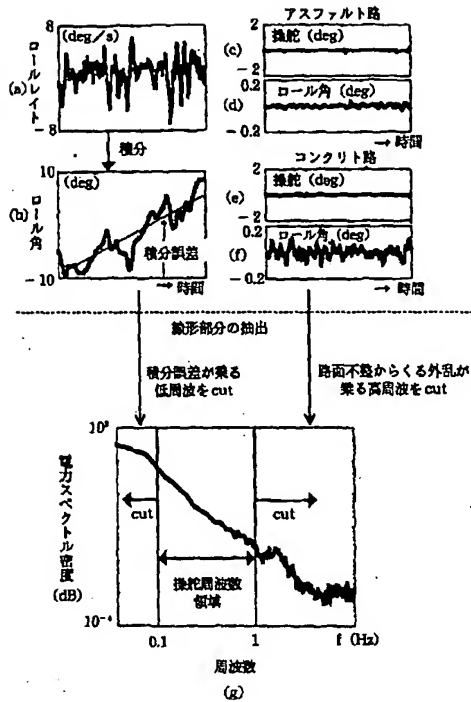 (deg/s)
8
(a)
ロールレイト
-8
積分
10
(deg)
(b)
ロール角
積分誤差
-10
→ 時間
アスファルト路
2
操舵 (deg)
(c)
-2
0.2
ロール角 (deg)
(d)
-0.2
→ 時間
コンクリト路
2
操舵 (deg)
(e)
-2
0.2
ロール角 (deg)
(f)
-0.2
→ 時間
線形部分の抽出
積分誤差が乗る
低周波をcut
路面不整からくる外乱が
乗る高周波をcut
電力スペクトル密度
(dB)
cut
cut
操舵周波数
領域
10⁻⁴
0.1
1
f (Hz)
周波数
(g)